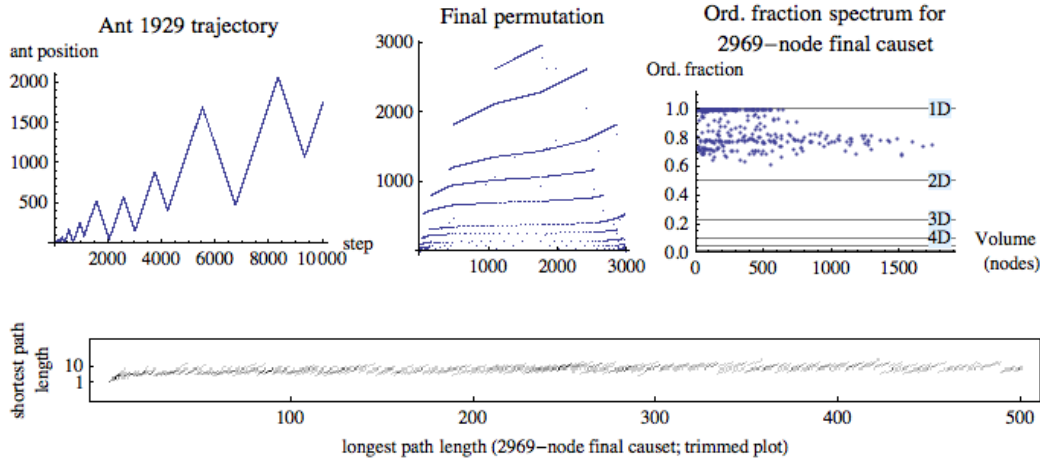 Ant 1929 trajectory
ant position
2000
1500
1000
500
2000 4000 6000 8000 10 000
step
Final permutation
3000
2000
1000
1000 2000 3000
Ord. fraction spectrum for
2969−node final causet
Ord. fraction
1.0
0.8
0.6
0.4
0.2
0.0
1D
2D
3D
4D
0 500 1000 1500
Volume
(nodes)
shortest path
length
10
1
100 200 300 400 500
longest path length (2969−node final causet; trimmed plot)